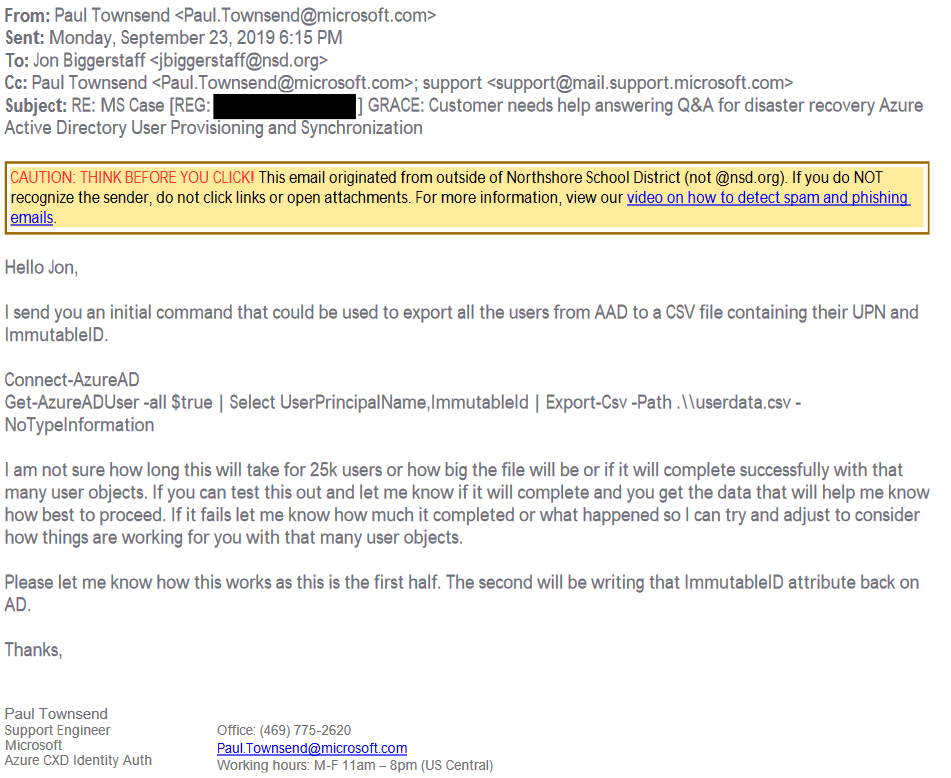 From: Paul Townsend <Paul.Townsend@microsoft.com>
Sent: Monday, September 23, 2019 6:15 PM
To: Jon Biggerstaff <jbiggerstaff@nsd.org>
Cc: Paul Townsend <Paul.Townsend@microsoft.com>; support <support@mail.support.microsoft.com>
Subject: RE: MS Case [REG: ] GRACE: Customer needs help answering Q&A for disaster recovery Azure
Active Directory User Provisioning and Synchronization
CAUTION: THINK BEFORE YOU CLICK! This email originated from outside of Northshore School District (not @nsd.org). If you do NOT
recognize the sender, do not click links or open attachments. For more information, view our video on how to detect spam and phishing
emails.
Hello Jon,
I send you an initial command that could be used to export all the users from AAD to a CSV file containing their UPN and
ImmutableID.
Connect-AzureAD
Get-AzureADUser -all $true | Select UserPrincipalName,ImmutableId | Export-Csv -Path .\\userdata.csv -
NoTypeInformation
I am not sure how long this will take for 25k users or how big the file will be or if it will complete successfully with that
many user objects. If you can test this out and let me know if it will complete and you get the data that will help me know
how best to proceed. If it fails let me know how much it completed or what happened so I can try and adjust to consider
how things are working for you with that many user objects.
Please let me know how this works as this is the first half. The second will be writing that ImmutableID attribute back on
AD.
Thanks,
Paul Townsend
Support Engineer Office: (469) 775-2620
Microsoft Paul.Townsend@microsoft.com
Azure CXD Identity Auth Working hours: M-F 11am – 8pm (US Central)